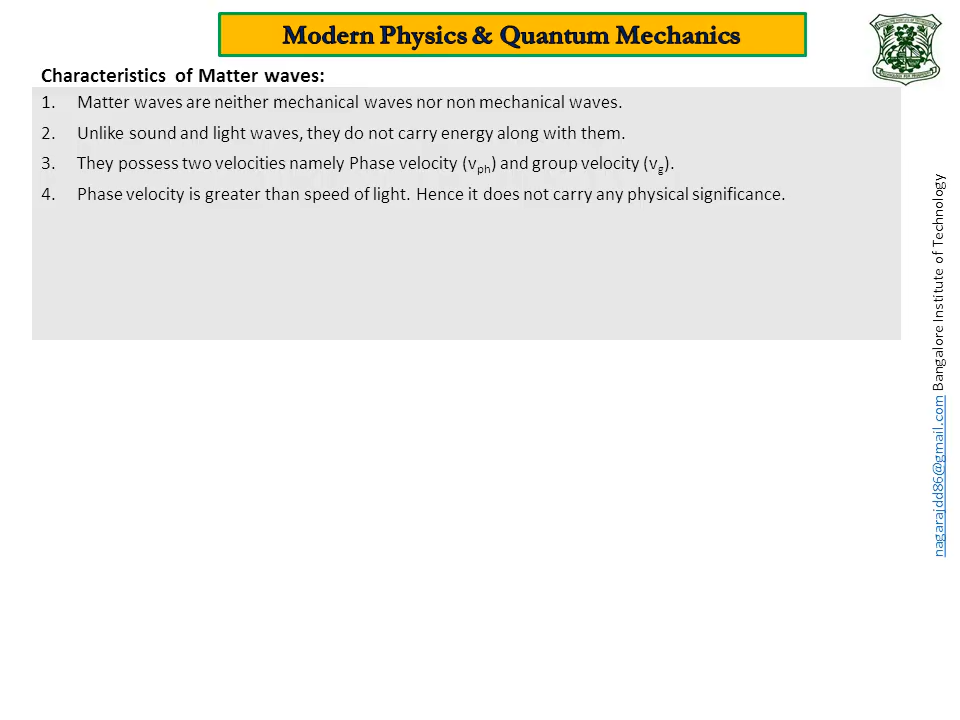 Modern Physics & Quantum Mechanics
Characteristics of Matter waves:
1. Matter waves are neither mechanical waves nor non mechanical waves.
2. Unlike sound and light waves, they do not carry energy along with them.
3. They possess two velocities namely Phase velocity (vph) and group velocity (vg).
4. Phase velocity is greater than speed of light. Hence it does not carry any physical significance.
nagarajdd86@gmail.com Bangalore Institute of Technology